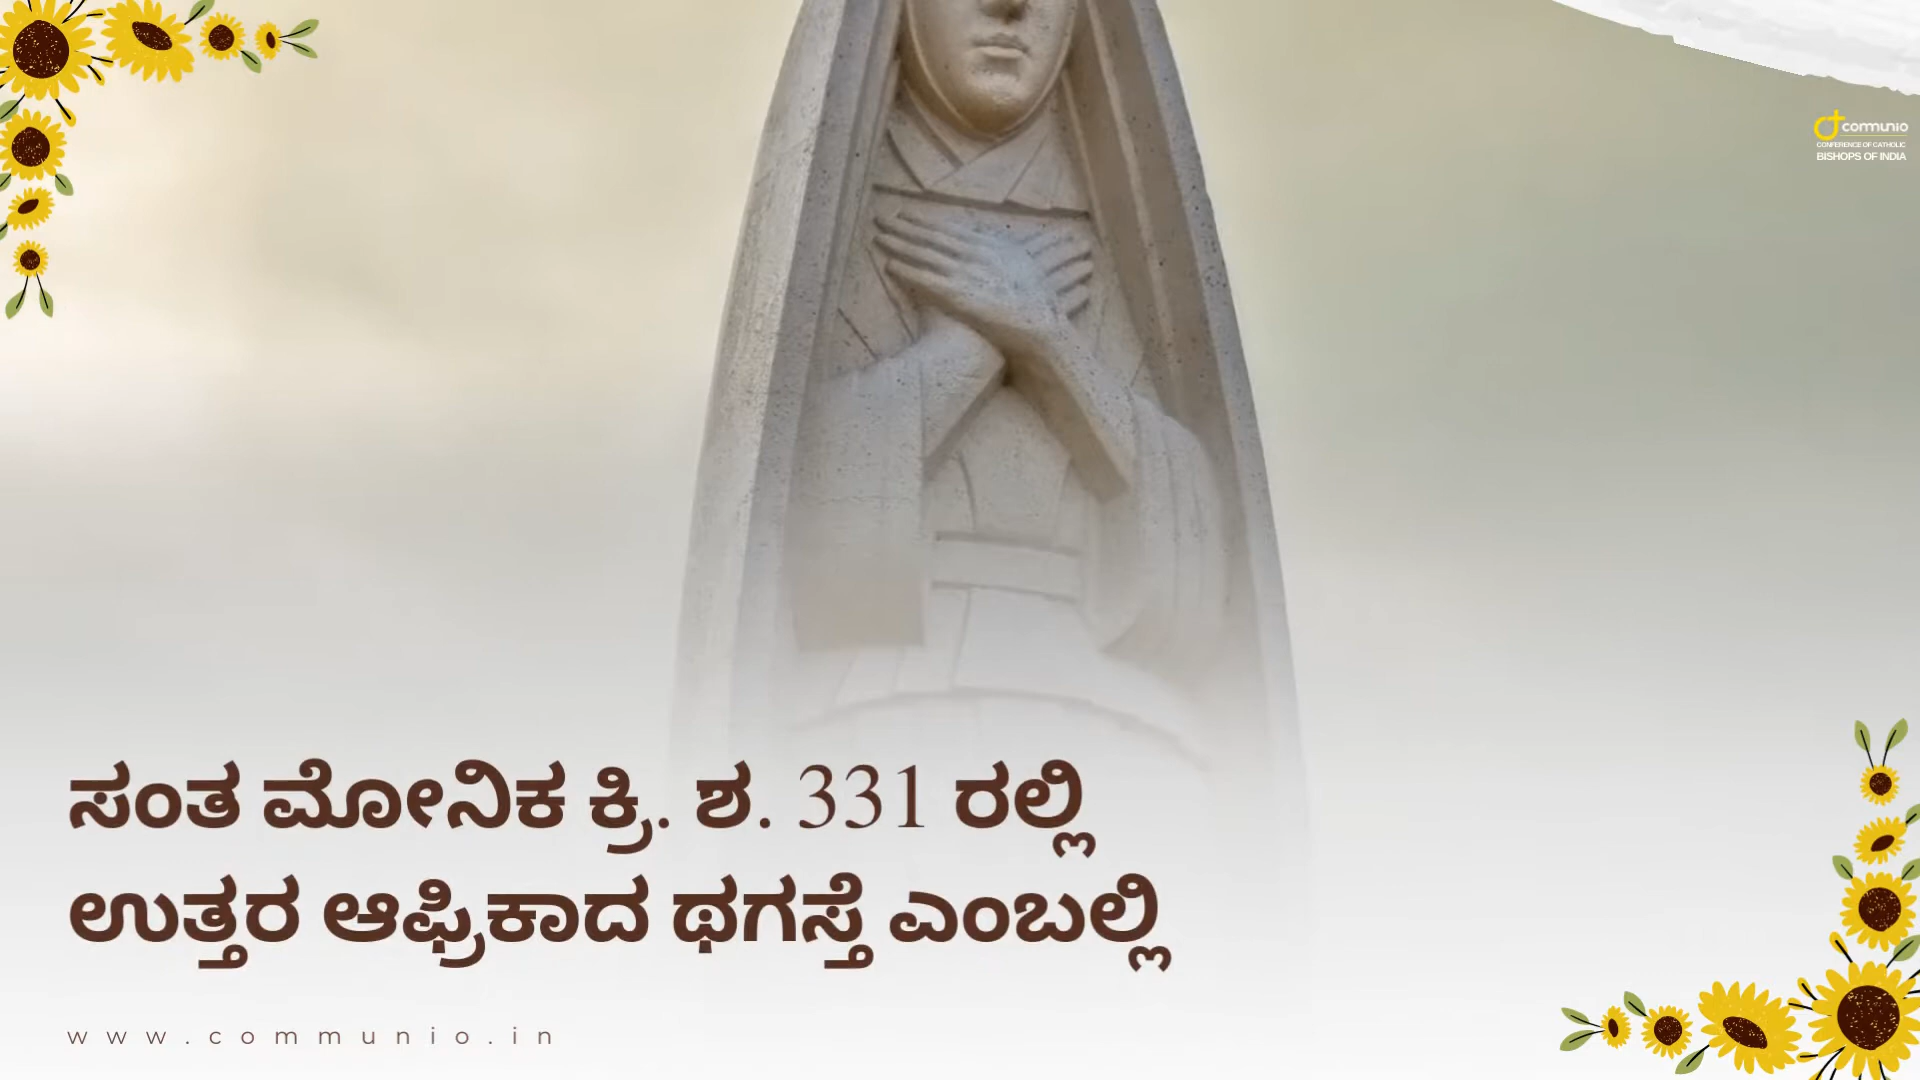 communio
CONFERENCE OF CATHOLIC
BISHOPS OF INDIA
ಸಂತ ಮೋನಿಕ ಕ್ರಿ. ಶ. 331 ರಲ್ಲಿ
ಉತ್ತರ ಆಫ್ರಿಕಾದ ಥಗಸ್ತೆ ಎಂಬಲ್ಲಿ
www.communio.in